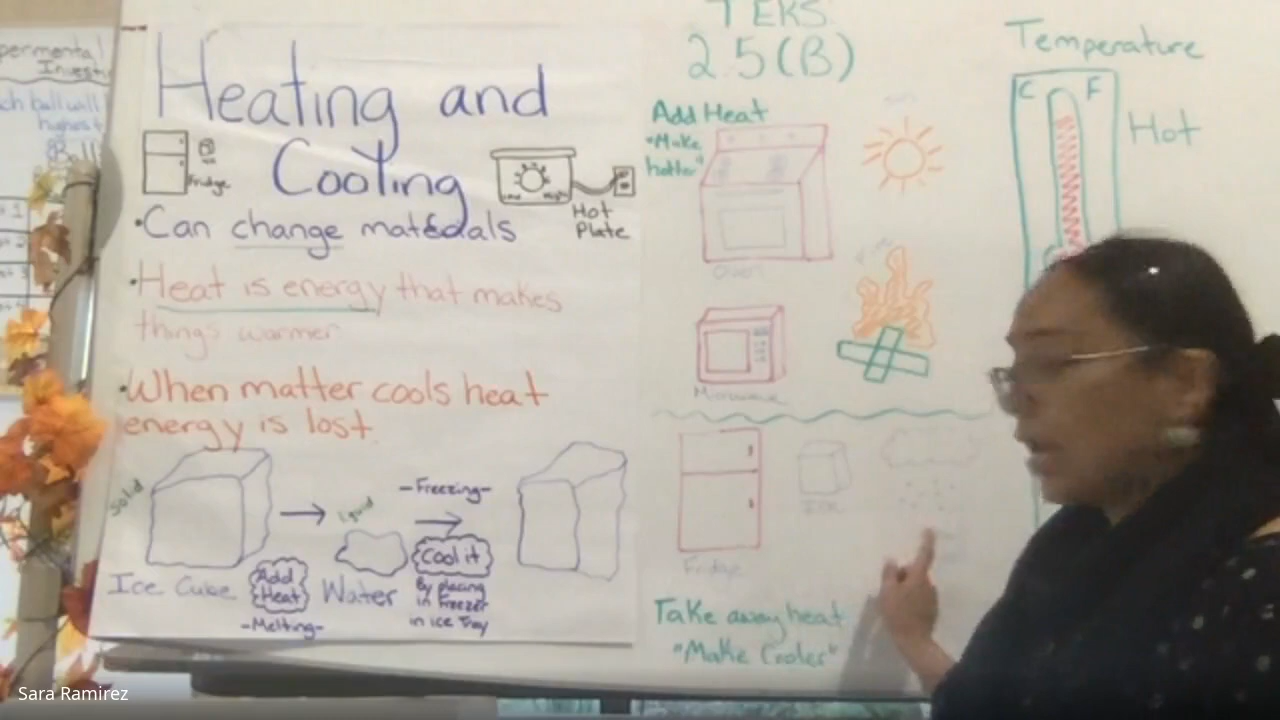 Heating and
Cooling
Fridge
Low
High
Hot
Plate
•Can change materials
•Heat is energy that makes
things warmer
•When matter cools heat
energy is lost.
solid
liquid
-Freezing-
Cool it
Ice Cube
Add
Heat
Water
By placing
in Freezer
in ice Tray
-Melting-
TEKS
2.5(B)
Add Heat
"Make
hotter"
Oven
Microwave
Fridge
Ice
Take away heat
"Make Cooler"
Temperature
C
F
Hot
Sara Ramirez